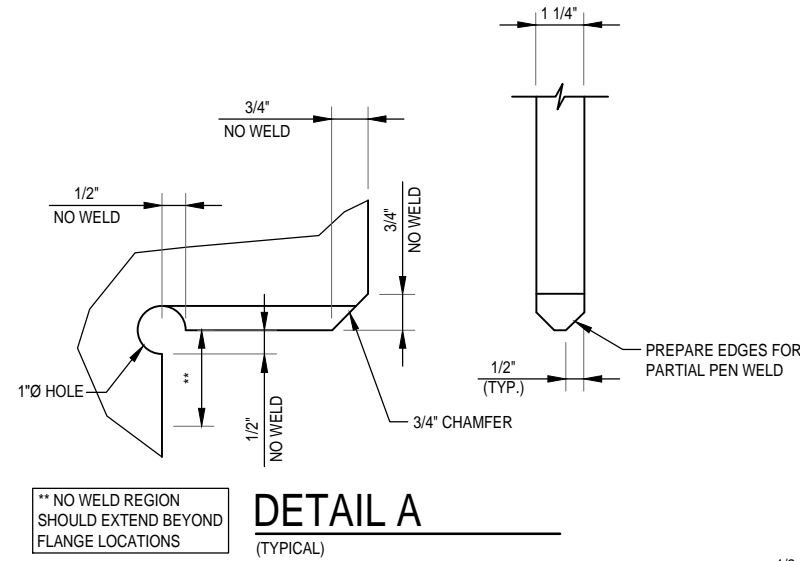 1 1/4"
3/4"
NO WELD
1/2"
NO WELD
3/4"
NO WELD
1"Ø HOLE
**
1/2"
NO WELD
3/4" CHAMFER
1/2"
(TYP.)
PREPARE EDGES FOR
PARTIAL PEN WELD
** NO WELD REGION
SHOULD EXTEND BEYOND
FLANGE LOCATIONS
DETAIL A
(TYPICAL)